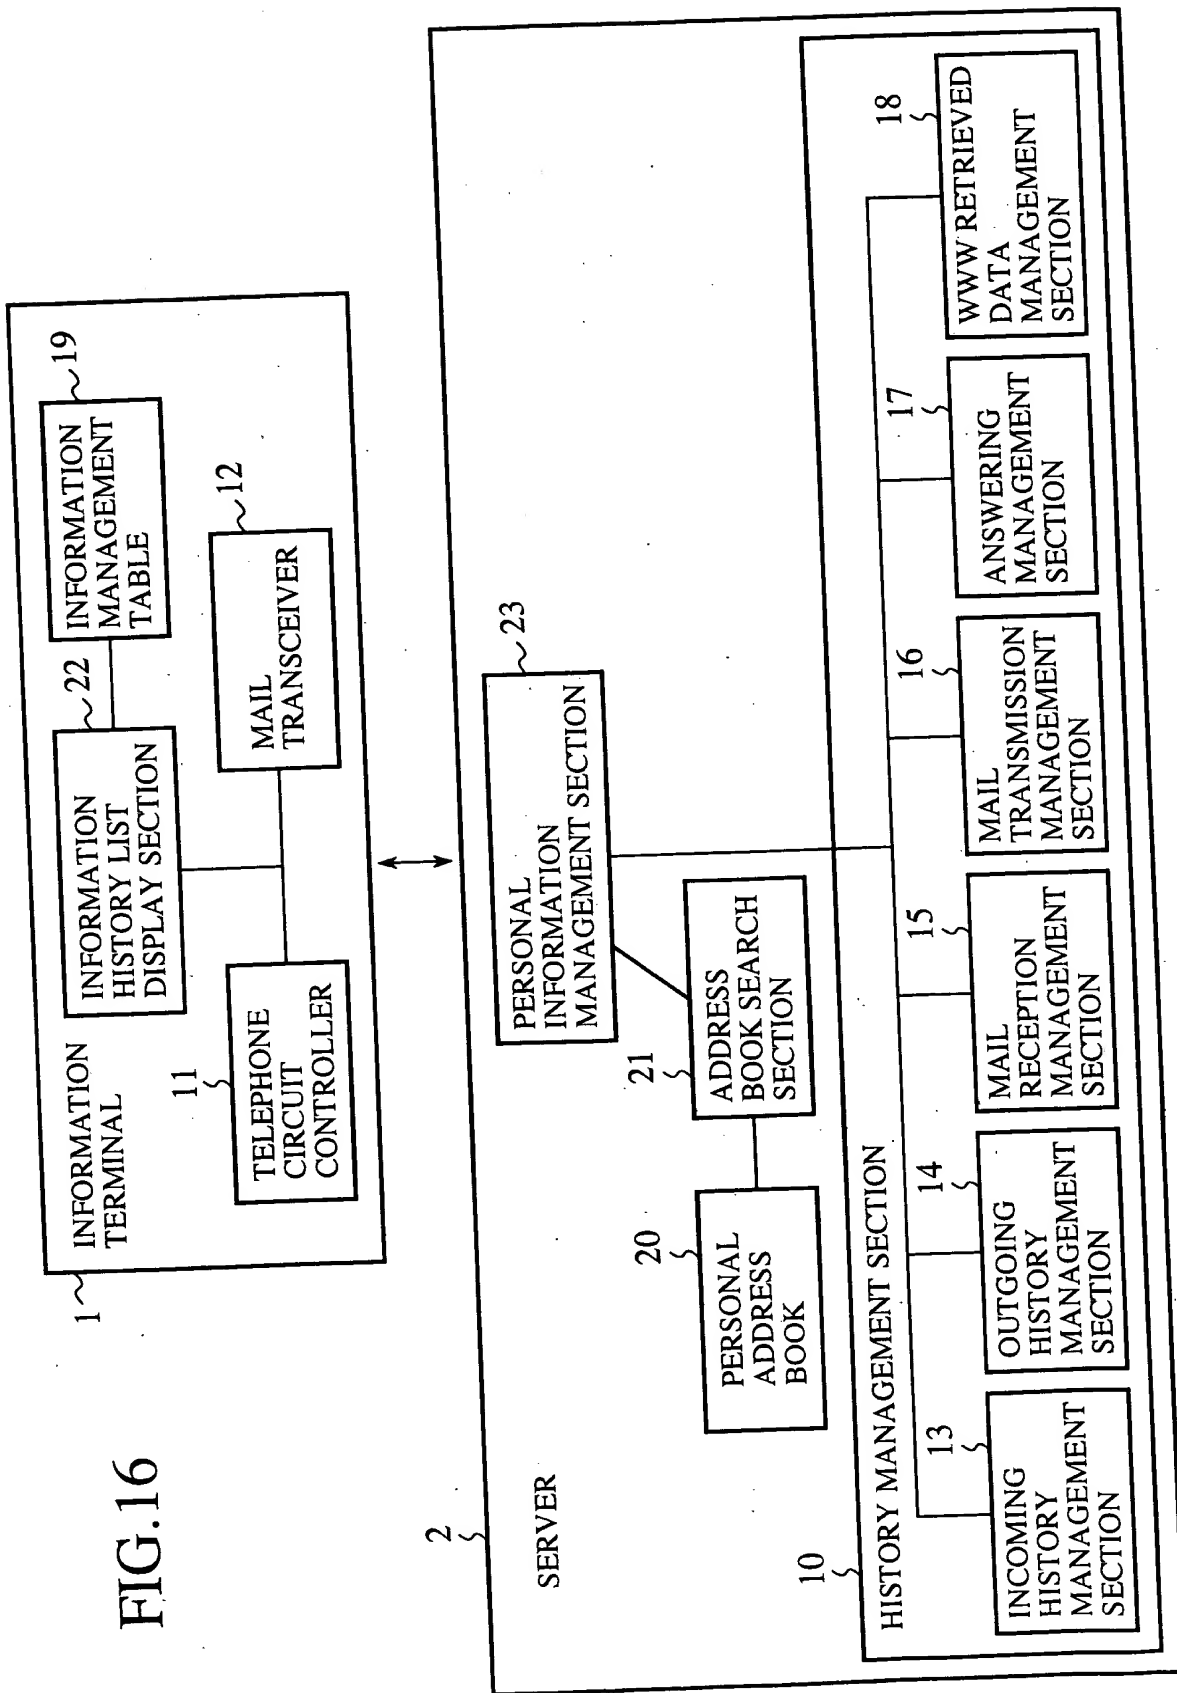 FIG.16
1
INFORMATION
TERMINAL
INFORMATION
HISTORY LIST
DISPLAY SECTION
22
INFORMATION
MANAGEMENT
TABLE
19
11
TELEPHONE
CIRCUIT
CONTROLLER
MAIL
TRANSCEIVER
12
2
SERVER
PERSONAL
INFORMATION
MANAGEMENT SECTION
23
20
PERSONAL
ADDRESS
BOOK
21
ADDRESS
BOOK SEARCH
SECTION
10
HISTORY MANAGEMENT SECTION
13
INCOMING
HISTORY
MANAGEMENT
SECTION
14
OUTGOING
HISTORY
MANAGEMENT
SECTION
15
MAIL
RECEPTION
MANAGEMENT
SECTION
16
MAIL
TRANSMISSION
MANAGEMENT
SECTION
17
ANSWERING
MANAGEMENT
SECTION
18
WWW RETRIEVED
DATA
MANAGEMENT
SECTION